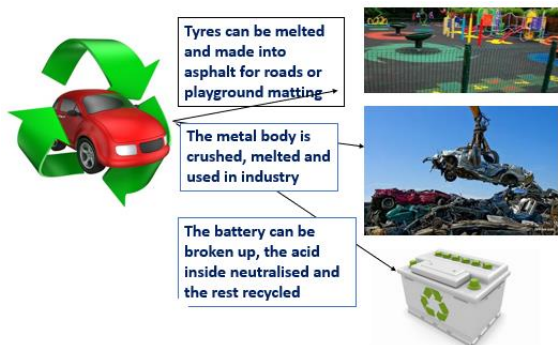 Tyres can be melted
and made into
asphalt for roads or
playground matting
The metal body is
crushed, melted and
used in industry
The battery can be
broken up, the acid
inside neutralised and
the rest recycled